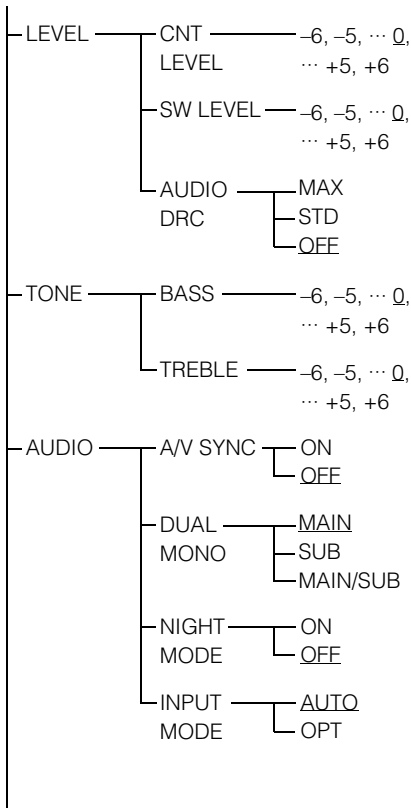 LEVEL CNT –6, –5, ··· 0,
LEVEL ··· +5, +6
SW LEVEL –6, –5, ··· 0,
··· +5, +6
AUDIO MAX
DRC STD
OFF
TONE BASS –6, –5, ··· 0,
··· +5, +6
TREBLE –6, –5, ··· 0,
··· +5, +6
AUDIO A/V SYNC ON
OFF
DUAL MAIN
MONO SUB
MAIN/SUB
NIGHT ON
MODE OFF
INPUT AUTO
MODE OPT